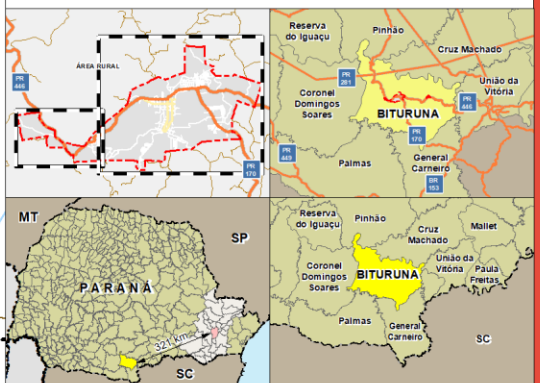 ÁREA RURAL
PR
446
PR
170
Reserva
do Iguaçu
Pinhão
Cruz Machado
PR
281
União da
Vitória
Coronel
Domingos
Soares
PR
446
BITURUNA
PR
170
PR
449
Palmas
General
Carneiro
BR
153
MT
SP
PARANÁ
321 km
SC
Reserva
do Iguaçu
Pinhão
Cruz
Machado
Mallet
Coronel
Domingos
Soares
BITURUNA
União da
Vitória
Paula
Freitas
Palmas
General
Carneiro
SC